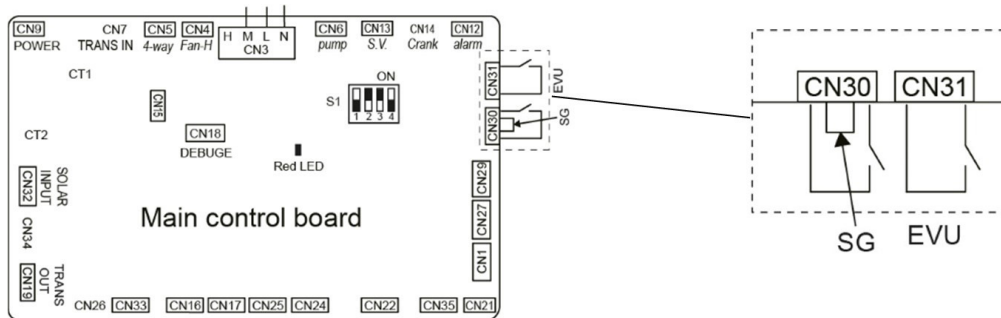 CN9 CN7 CN5 CN4 H M L N CN6 CN13 CN14 CN12
POWER TRANS IN 4-way Fan-H CN3 pump S.V. Crank alarm
CT1
CN15
ON
S1
1 2 3 4
CN31
EVU
CN30
SG
CT2
CN18
DEBUGE
Red LED
SOLAR
INPUT
CN32
CN34
TRANS
OUT
CN19
Main control board
CN29
CN27
CN1
CN26 CN33 CN16 CN17 CN25 CN24 CN22 CN35 CN21
CN30 CN31
SG EVU